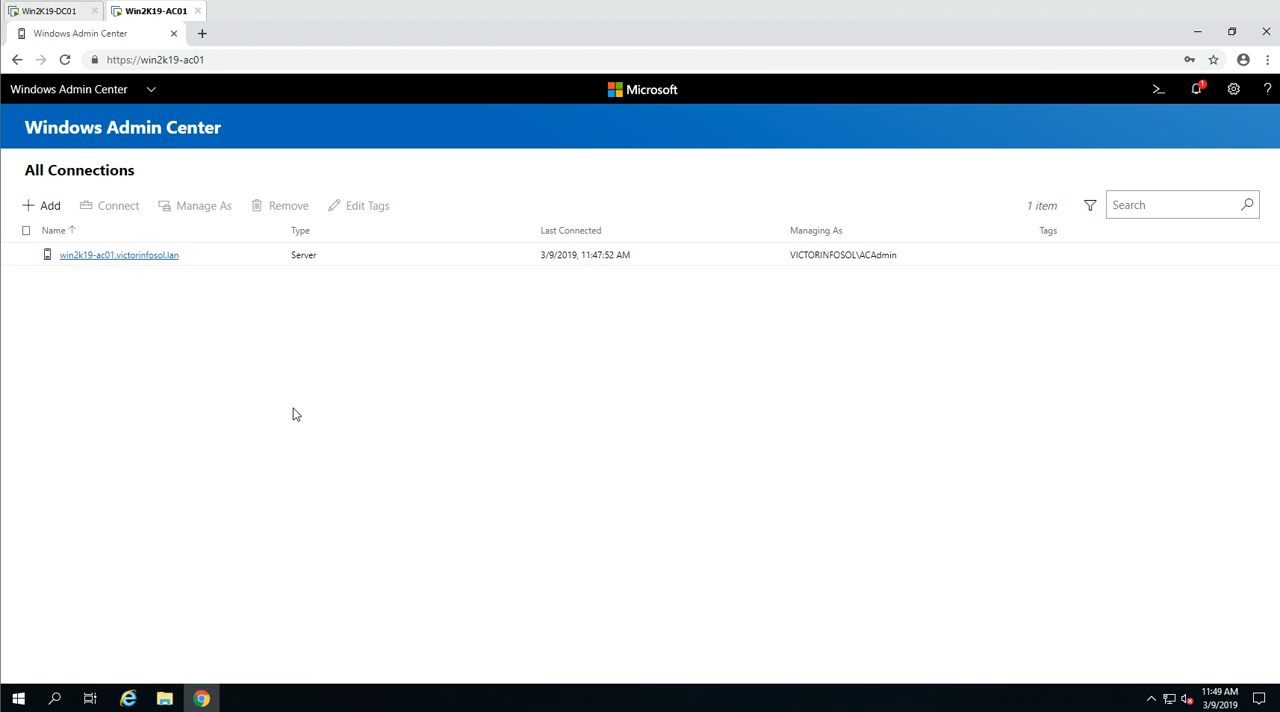 Win2K19-DC01 Win2K19-AC01
Windows Admin Center
https://win2k19-ac01
Windows Admin Center Microsoft 1 ?
Windows Admin Center
All Connections
Add Connect Manage As Remove Edit Tags 1 item Search
Name Type Last Connected Managing As Tags
win2k19-ac01.victorinfosol.lan Server 3/9/2019, 11:47:52 AM VICTORINFOSOL\ACAdmin
11:49 AM
3/9/2019